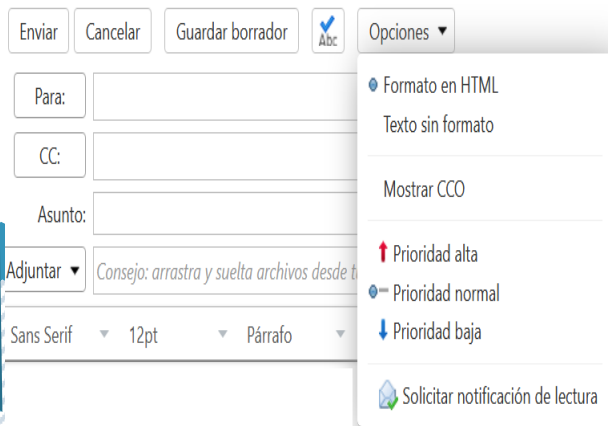 Enviar Cancelar Guardar borrador Abc Opciones
Para:
CC:
Asunto:
Adjuntar Consejo: arrastra y suelta archivos desde
Sans Serif 12pt Párrafo
Formato en HTML
Texto sin formato
Mostrar CCO
Prioridad alta
Prioridad normal
Prioridad baja
Solicitar notificación de lectura